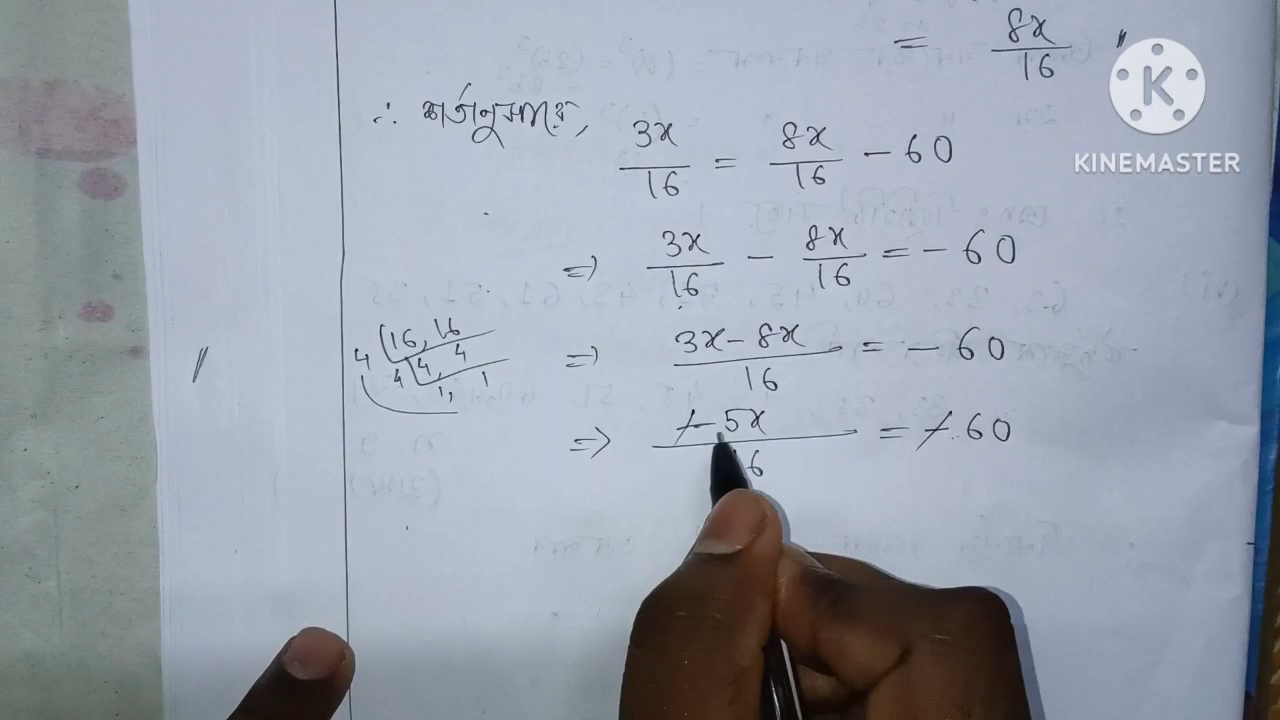 = 8x/16 "
KINEMASTER
∴ শর্তানুসারে,
3x/16 = 8x/16 - 60
⇒ 3x/16 - 8x/16 = - 60
4 (16, 16
4 4, 4
1, 1
⇒ 3x - 8x/16 = - 60
⇒ -5x/16 = - 60